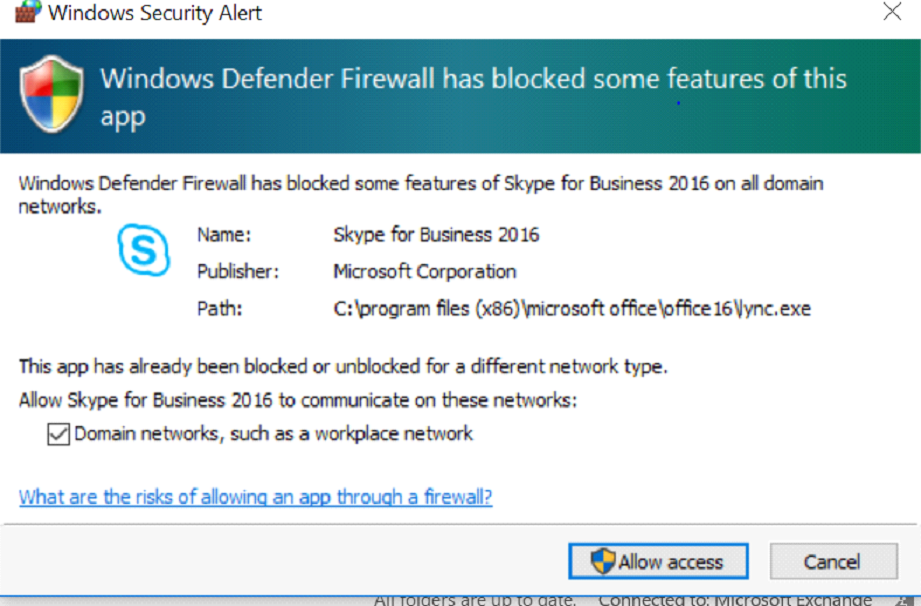 Windows Security Alert
Windows Defender Firewall has blocked some features of this
app
Windows Defender Firewall has blocked some features of Skype for Business 2016 on all domain
networks.
Name: Skype for Business 2016
Publisher: Microsoft Corporation
Path: C:\program files (x86)\microsoft office\office16\lync.exe
This app has already been blocked or unblocked for a different network type.
Allow Skype for Business 2016 to communicate on these networks:
Domain networks, such as a workplace network
What are the risks of allowing an app through a firewall?
Allow access Cancel
All folders are up to date. Connected to: Microsoft Exchange